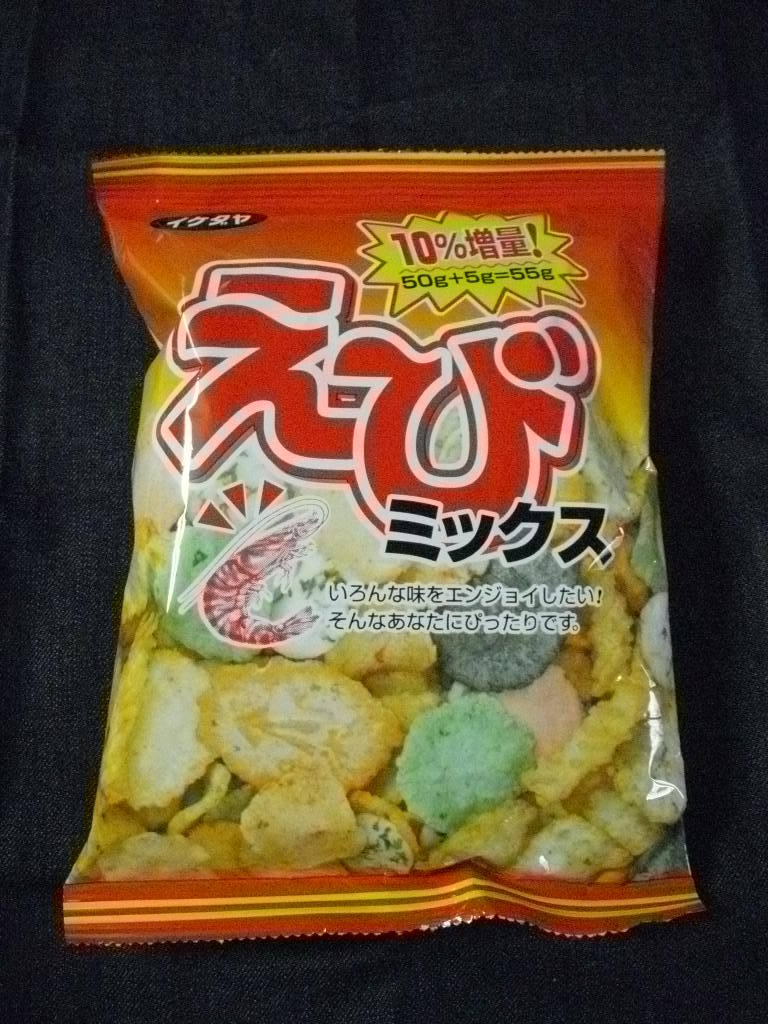 イケダヤ
10%増量!
50g+5g=55g
えび
ミックス
いろんな味をエンジョイしたい!
そんなあなたにぴったりです。